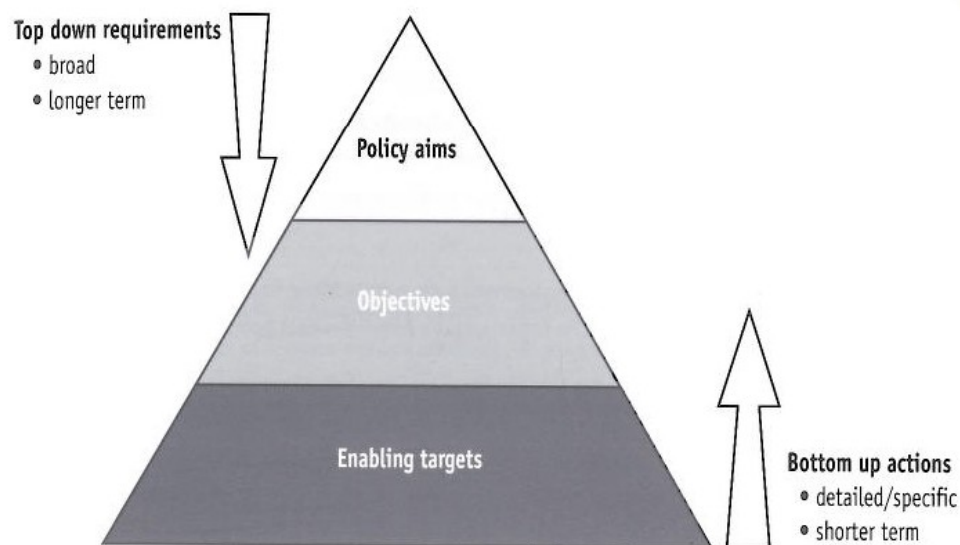 Top down requirements
• broad
• longer term
Policy aims
Objectives
Enabling targets
Bottom up actions
• detailed/specific
• shorter term